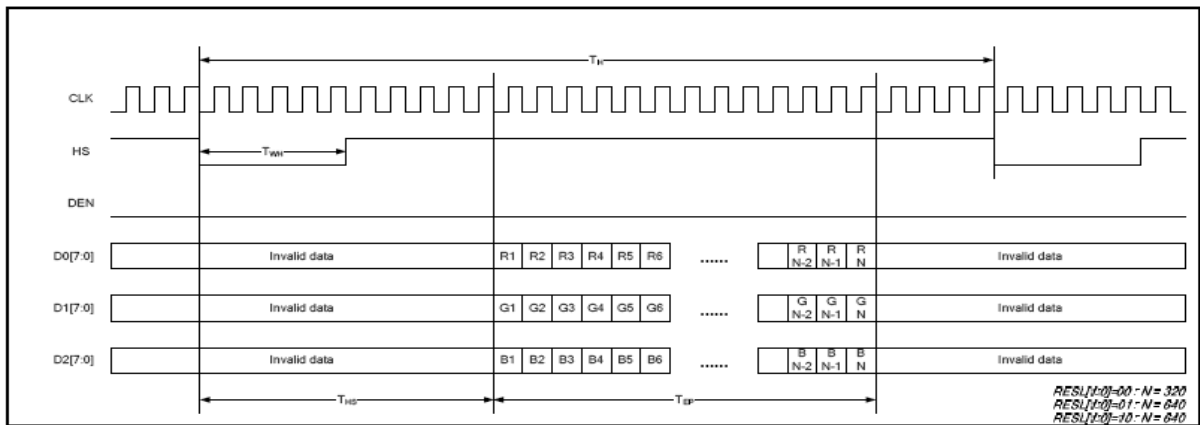 TH
CLK
HS
TWH
DEN
D0[7:0] Invalid data R1 R2 R3 R4 R5 R6 ...... R N-2 R N-1 R N Invalid data
D1[7:0] Invalid data G1 G2 G3 G4 G5 G6 ...... G N-2 G N-1 G N Invalid data
D2[7:0] Invalid data B1 B2 B3 B4 B5 B6 ...... B N-2 B N-1 B N Invalid data
THS TEP
RESL[1:0]=00 : N = 320
RESL[1:0]=01 : N = 640
RESL[1:0]=10 : N = 640